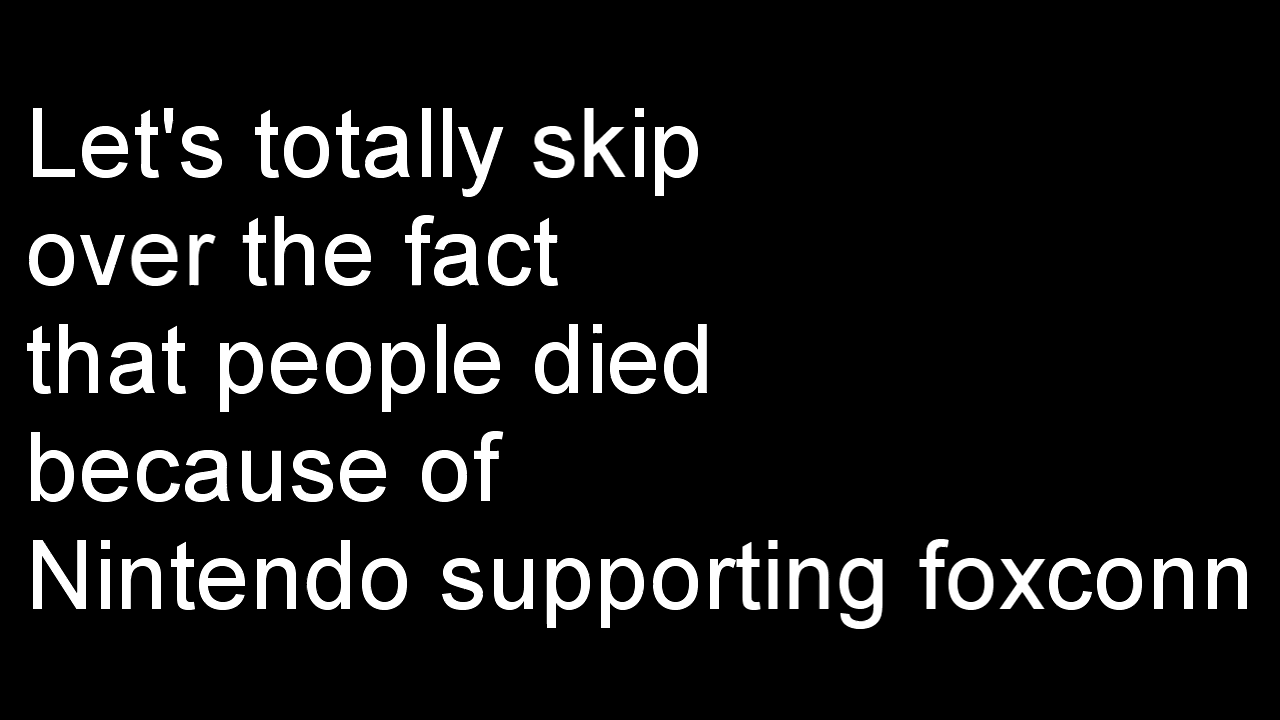 Let's totally skip
over the fact
that people died
because of
Nintendo supporting foxconn